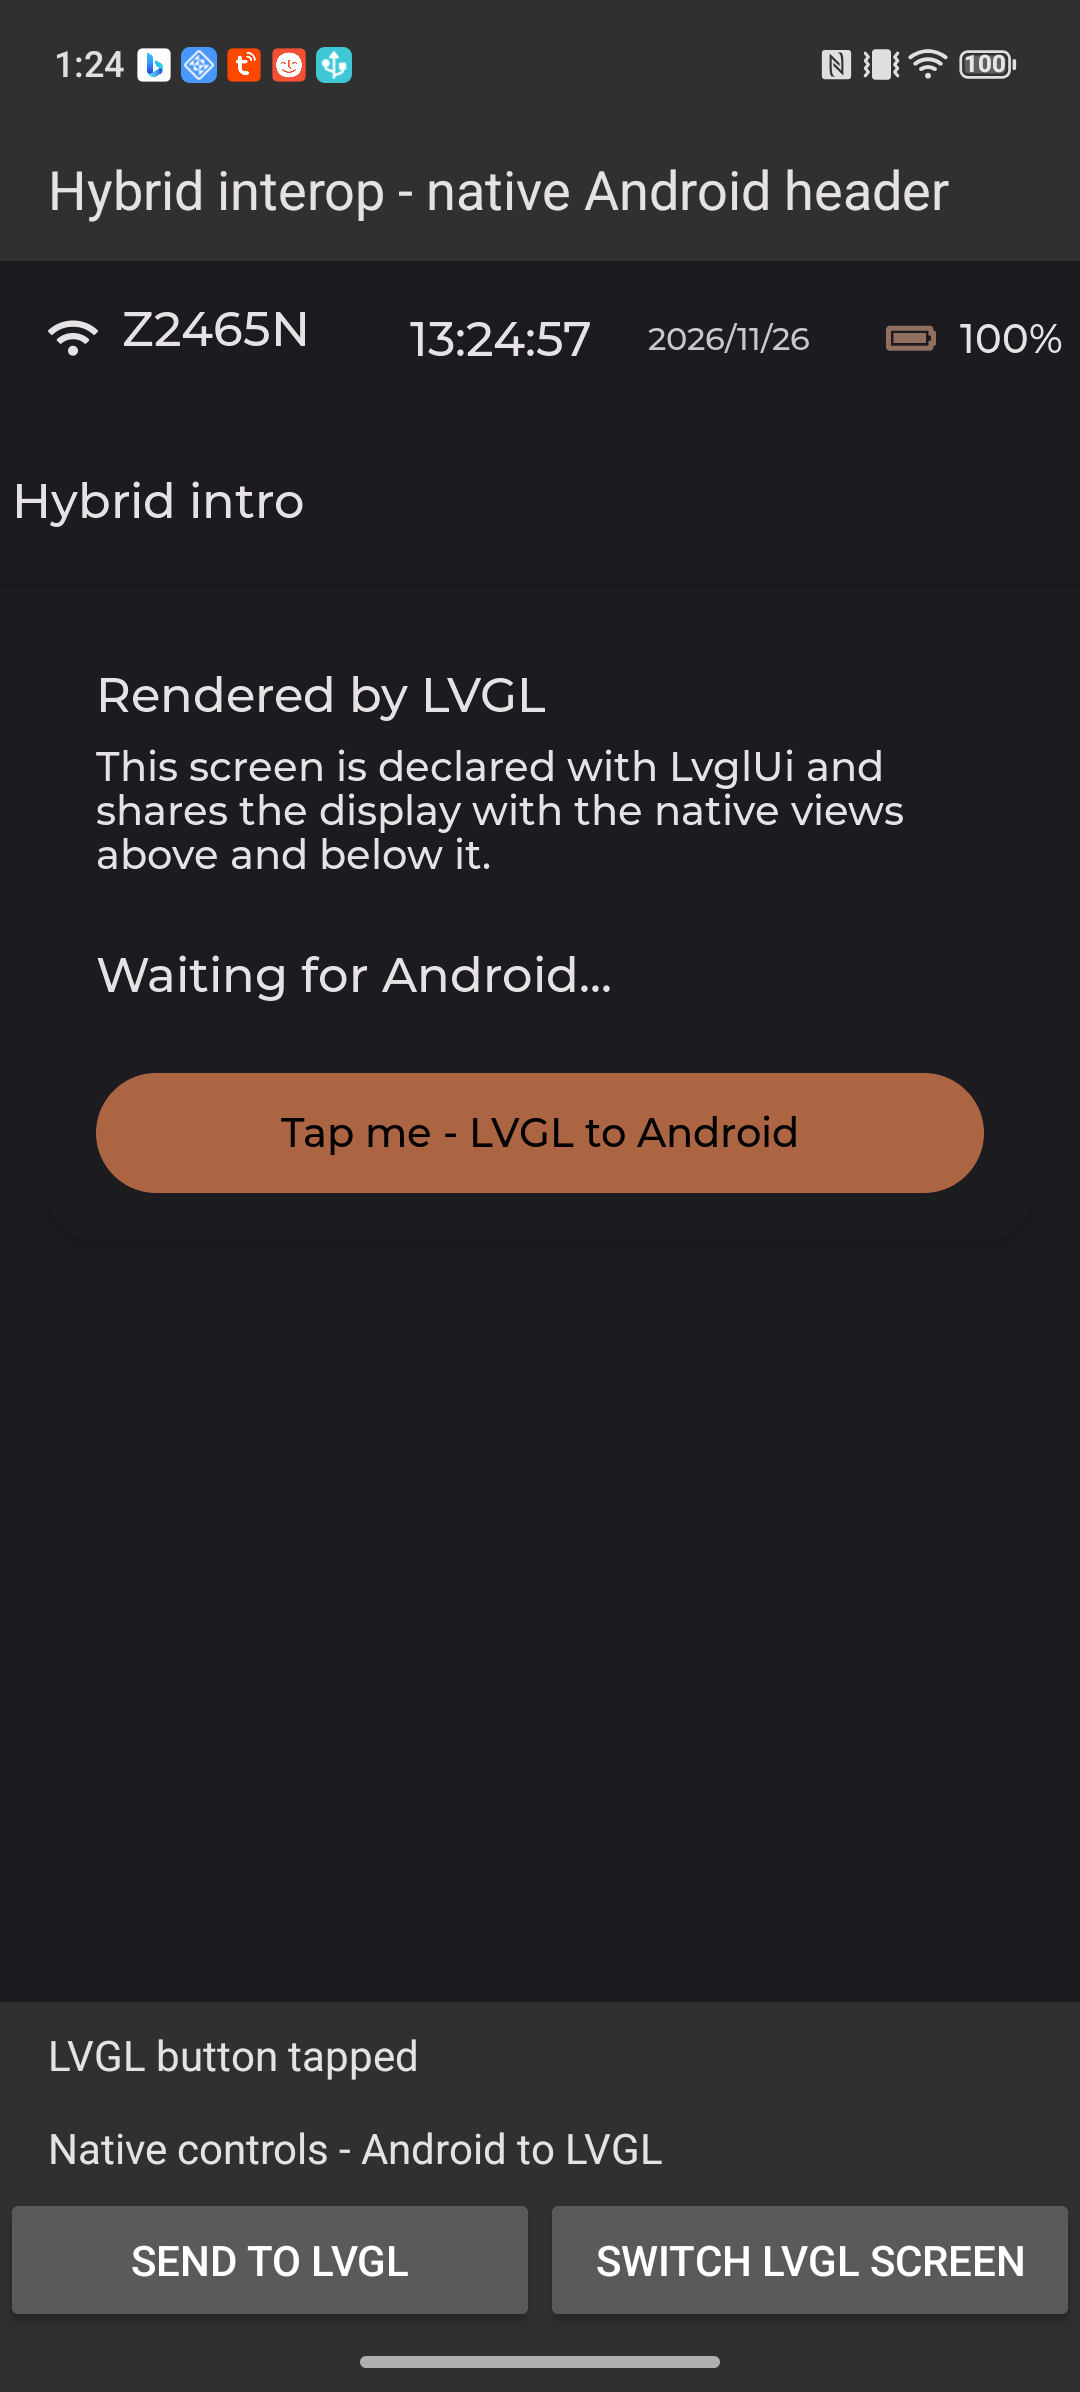 1:24
100
Hybrid interop - native Android header
Z2465N
13:24:57
2026/11/26
100%
Hybrid intro
Rendered by LVGL
This screen is declared with LvglUi and
shares the display with the native views
above and below it.
Waiting for Android...
Tap me - LVGL to Android
LVGL button tapped
Native controls - Android to LVGL
SEND TO LVGL
SWITCH LVGL SCREEN